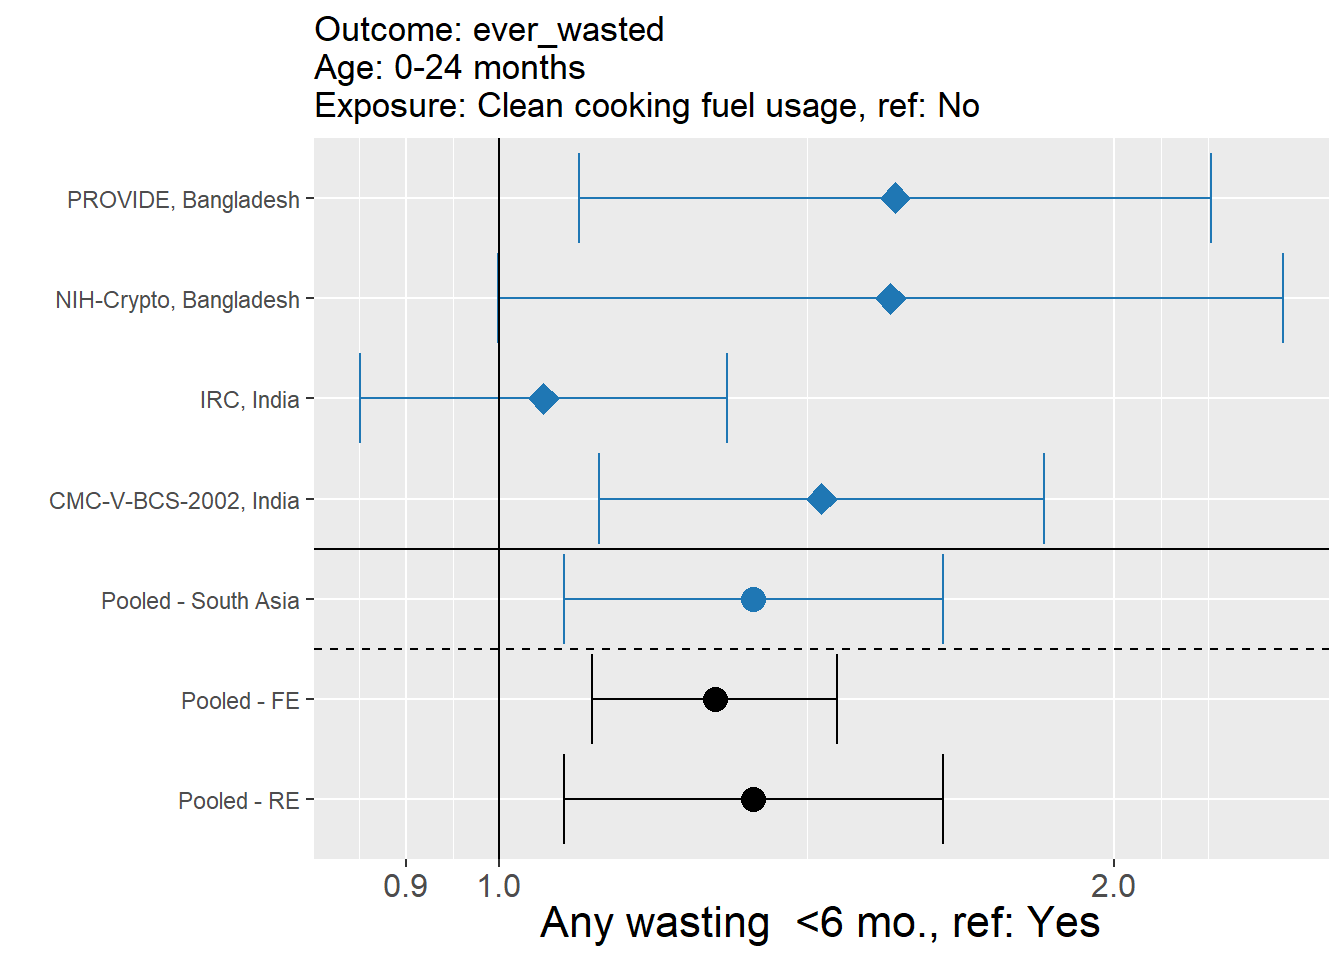 Outcome: ever_wasted
Age: 0-24 months
Exposure: Clean cooking fuel usage, ref: No
PROVIDE, Bangladesh
NIH-Crypto, Bangladesh
IRC, India
CMC-V-BCS-2002, India
Pooled - South Asia
Pooled - FE
Pooled - RE
0.9 1.0 2.0
Any wasting  <6 mo., ref: Yes